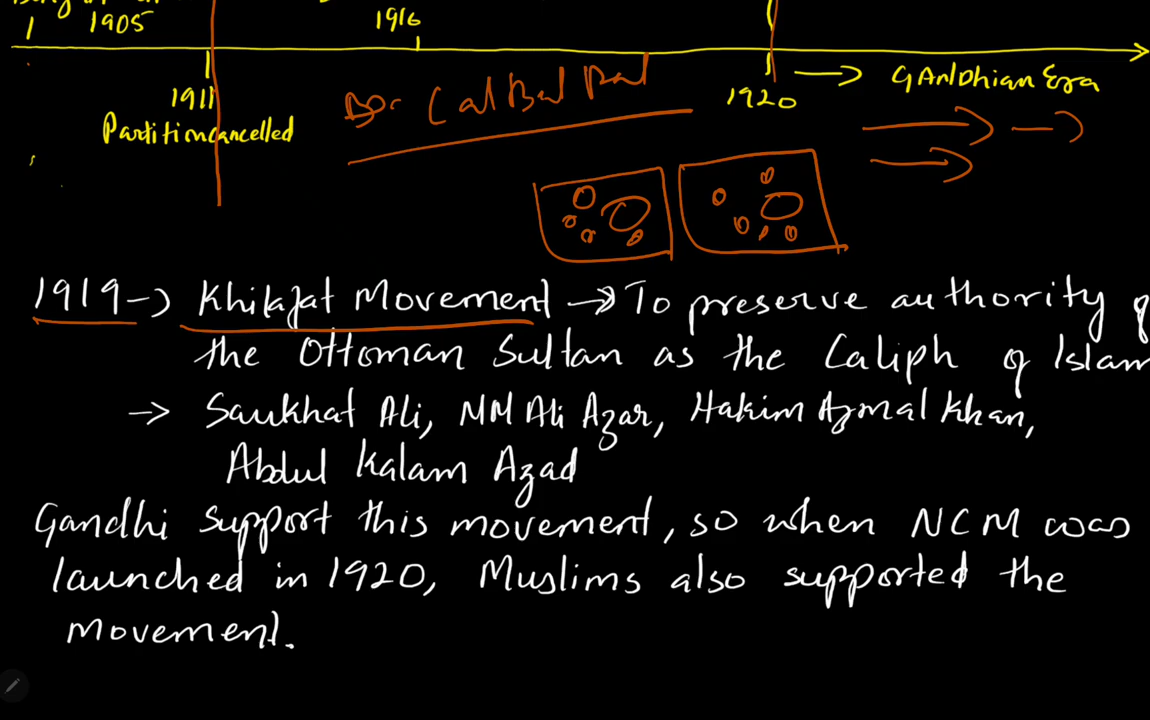 1905
1916
1911
1920 → GANDhian Era
Partition cancelled
Cal Bal Pal
1919 → Khilafat Movement → To preserve authority of
the Ottoman Sultan as the Caliph of Islam
→ Saukhat Ali, MM Ali Azar, Hakim Azmal Khan,
Abdul Kalam Azad
Gandhi support this movement, so when NCM was
launched in 1920, Muslims also supported the
movement.